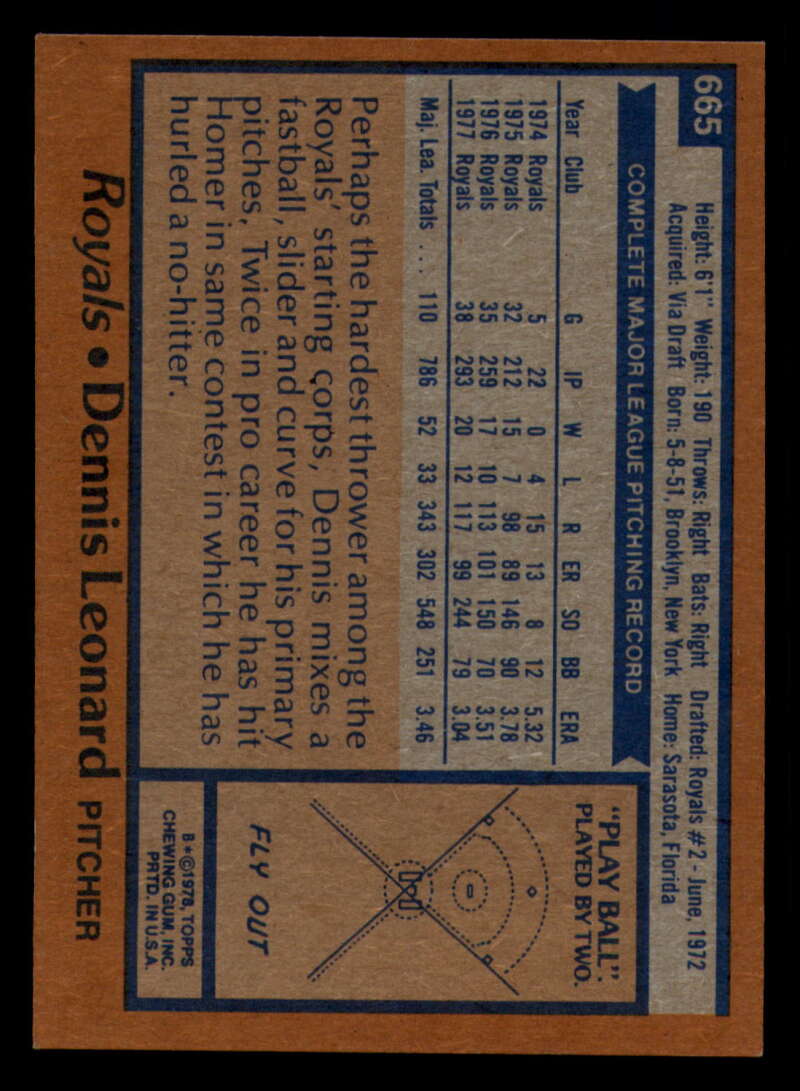 665
Height: 6'1" Weight: 190 Throws: Right Bats: Right Drafted: Royals #2 - June, 1972
Acquired: Via Draft Born: 5-8-51, Brooklyn, New York Home: Sarasota, Florida
COMPLETE MAJOR LEAGUE PITCHING RECORD
Year Club G IP W L R ER SO BB ERA
1974 Royals 5 22 0 4 15 13 8 12 5.32
1975 Royals 32 212 15 7 98 89 146 90 3.78
1976 Royals 35 259 17 10 113 101 150 70 3.51
1977 Royals 38 293 20 12 117 99 244 79 3.04
Maj. Lea. Totals . . . 110 786 52 33 343 302 548 251 3.46
Perhaps the hardest thrower among the
Royals' starting corps, Dennis mixes a
fastball, slider and curve for his primary
pitches, Twice in pro career he has hit
Homer in same contest in which he has
hurled a no-hitter.
"PLAY BALL".
PLAYED BY TWO.
FLY OUT
B*©1978, TOPPS
CHEWING GUM, INC.
PRTD. IN U.S.A.
Royals • Dennis Leonard PITCHER